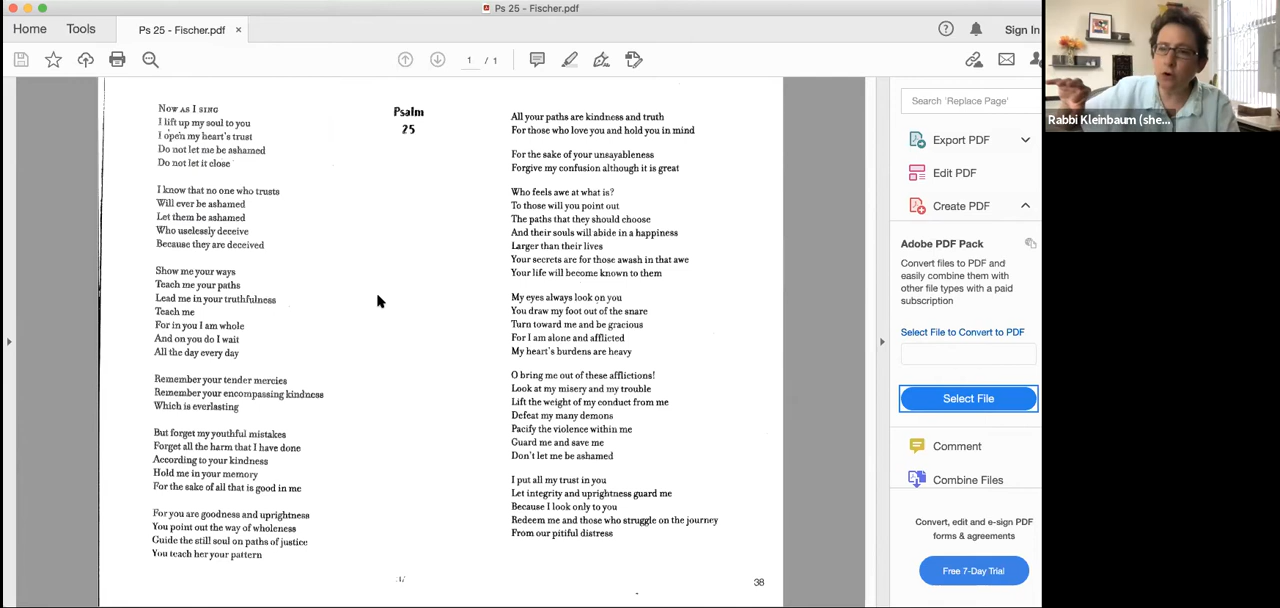 Ps 25 - Fischer.pdf
Home
Tools
Ps 25 - Fischer.pdf ×
Sign In
1 / 1
Now as I sing
I lift up my soul to you
I open my heart's trust
Do not let me be ashamed
Do not let it close
I know that no one who trusts
Will ever be ashamed
Let them be ashamed
Who uselessly deceive
Because they are deceived
Show me your ways
Teach me your paths
Lead me in your truthfulness
Teach me
For in you I am whole
And on you do I wait
All the day every day
Remember your tender mercies
Remember your encompassing kindness
Which is everlasting
But forget my youthful mistakes
Forget all the harm that I have done
According to your kindness
Hold me in your memory
For the sake of all that is good in me
For you are goodness and uprightness
You point out the way of wholeness
Guide the still soul on paths of justice
You teach her your pattern
Psalm
25
All your paths are kindness and truth
For those who love you and hold you in mind
For the sake of your unsayableness
Forgive my confusion although it is great
Who feels awe at what is?
To those will you point out
The paths that they should choose
And their souls will abide in a happiness
Larger than their lives
Your secrets are for those awash in that awe
Your life will become known to them
My eyes always look on you
You draw my foot out of the snare
Turn toward me and be gracious
For I am alone and afflicted
My heart's burdens are heavy
O bring me out of these afflictions!
Look at my misery and my trouble
Lift the weight of my conduct from me
Defeat my many demons
Pacify the violence within me
Guard me and save me
Don't let me be ashamed
I put all my trust in you
Let integrity and uprightness guard me
Because I look only to you
Redeem me and those who struggle on the journey
From our pitiful distress
38
Search 'Replace Page'
Export PDF
Edit PDF
Create PDF
Adobe PDF Pack
Convert files to PDF and
easily combine them with
other file types with a paid
subscription
Select File to Convert to PDF
Select File
Comment
Combine Files
Convert, edit and e-sign PDF
forms & agreements
Free 7-Day Trial
Rabbi Kleinbaum (she...